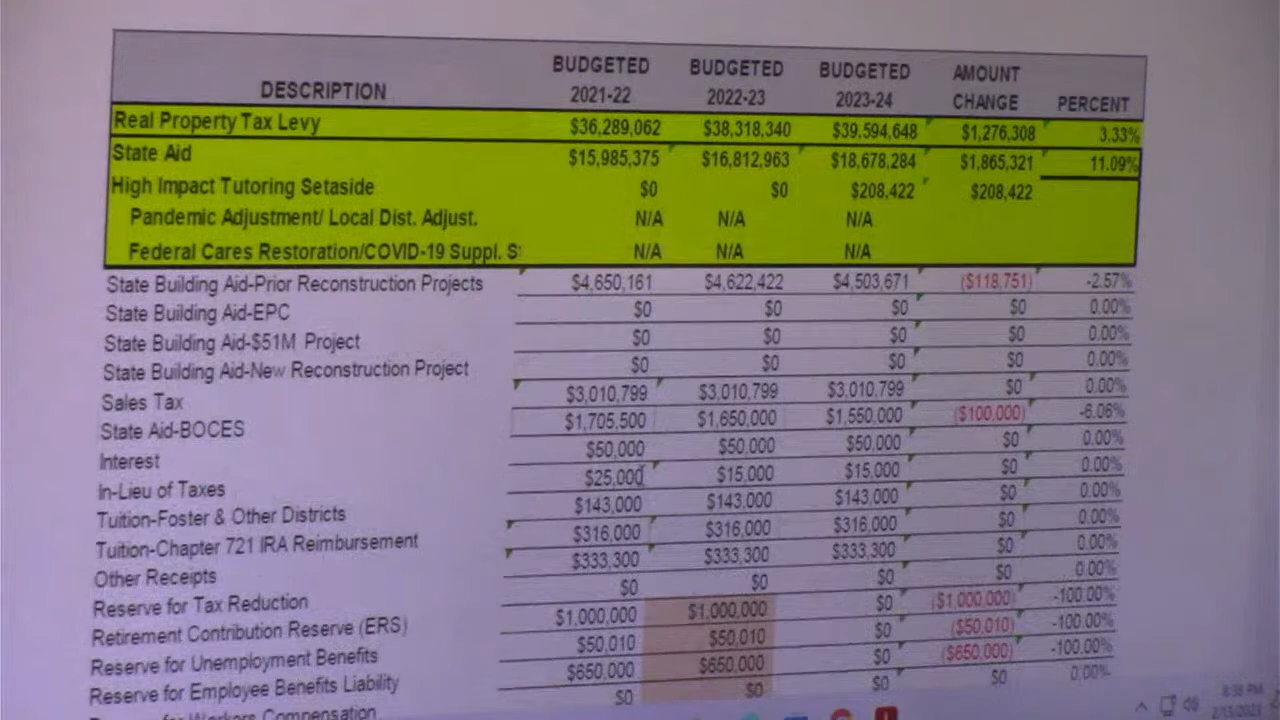 DESCRIPTION BUDGETED 2021-22 BUDGETED 2022-23 BUDGETED 2023-24 AMOUNT CHANGE PERCENT
Real Property Tax Levy $36,289,062 $38,318,340 $39,594,648 $1,276,308 3.33%
State Aid $15,985,375 $16,812,963 $18,678,284 $1,865,321 11.09%
High Impact Tutoring Setaside $0 $0 $208,422 $208,422
Pandemic Adjustment/ Local Dist. Adjust. N/A N/A N/A
Federal Cares Restoration/COVID-19 Suppl. S N/A N/A N/A
State Building Aid-Prior Reconstruction Projects $4,650,161 $4,622,422 $4,503,671 ($118,751) -2.57%
State Building Aid-EPC $0 $0 $0 $0 0.00%
State Building Aid-$51M Project $0 $0 $0 $0 0.00%
State Building Aid-New Reconstruction Project $0 $0 $0 $0 0.00%
Sales Tax $3,010,799 $3,010,799 $3,010,799 $0 0.00%
State Aid-BOCES $1,705,500 $1,650,000 $1,550,000 ($100,000) -6.06%
Interest $50,000 $50,000 $50,000 $0 0.00%
In-Lieu of Taxes $25,000 $15,000 $15,000 $0 0.00%
Tuition-Foster & Other Districts $143,000 $143,000 $143,000 $0 0.00%
Tuition-Chapter 721 IRA Reimbursement $316,000 $316,000 $316,000 $0 0.00%
Other Receipts $333,300 $333,300 $333,300 $0 0.00%
Reserve for Tax Reduction $0 $0 $0 $0 0.00%
Retirement Contribution Reserve (ERS) $1,000,000 $1,000,000 $0 ($1,000,000) -100.00%
Reserve for Unemployment Benefits $50,010 $50,010 $0 ($50,010) -100.00%
Reserve for Employee Benefits Liability $650,000 $650,000 $0 ($650,000) -100.00%
for Workers Compensation $0 $0 $0 $0 0.00%
8:38 PM
2/13/2023